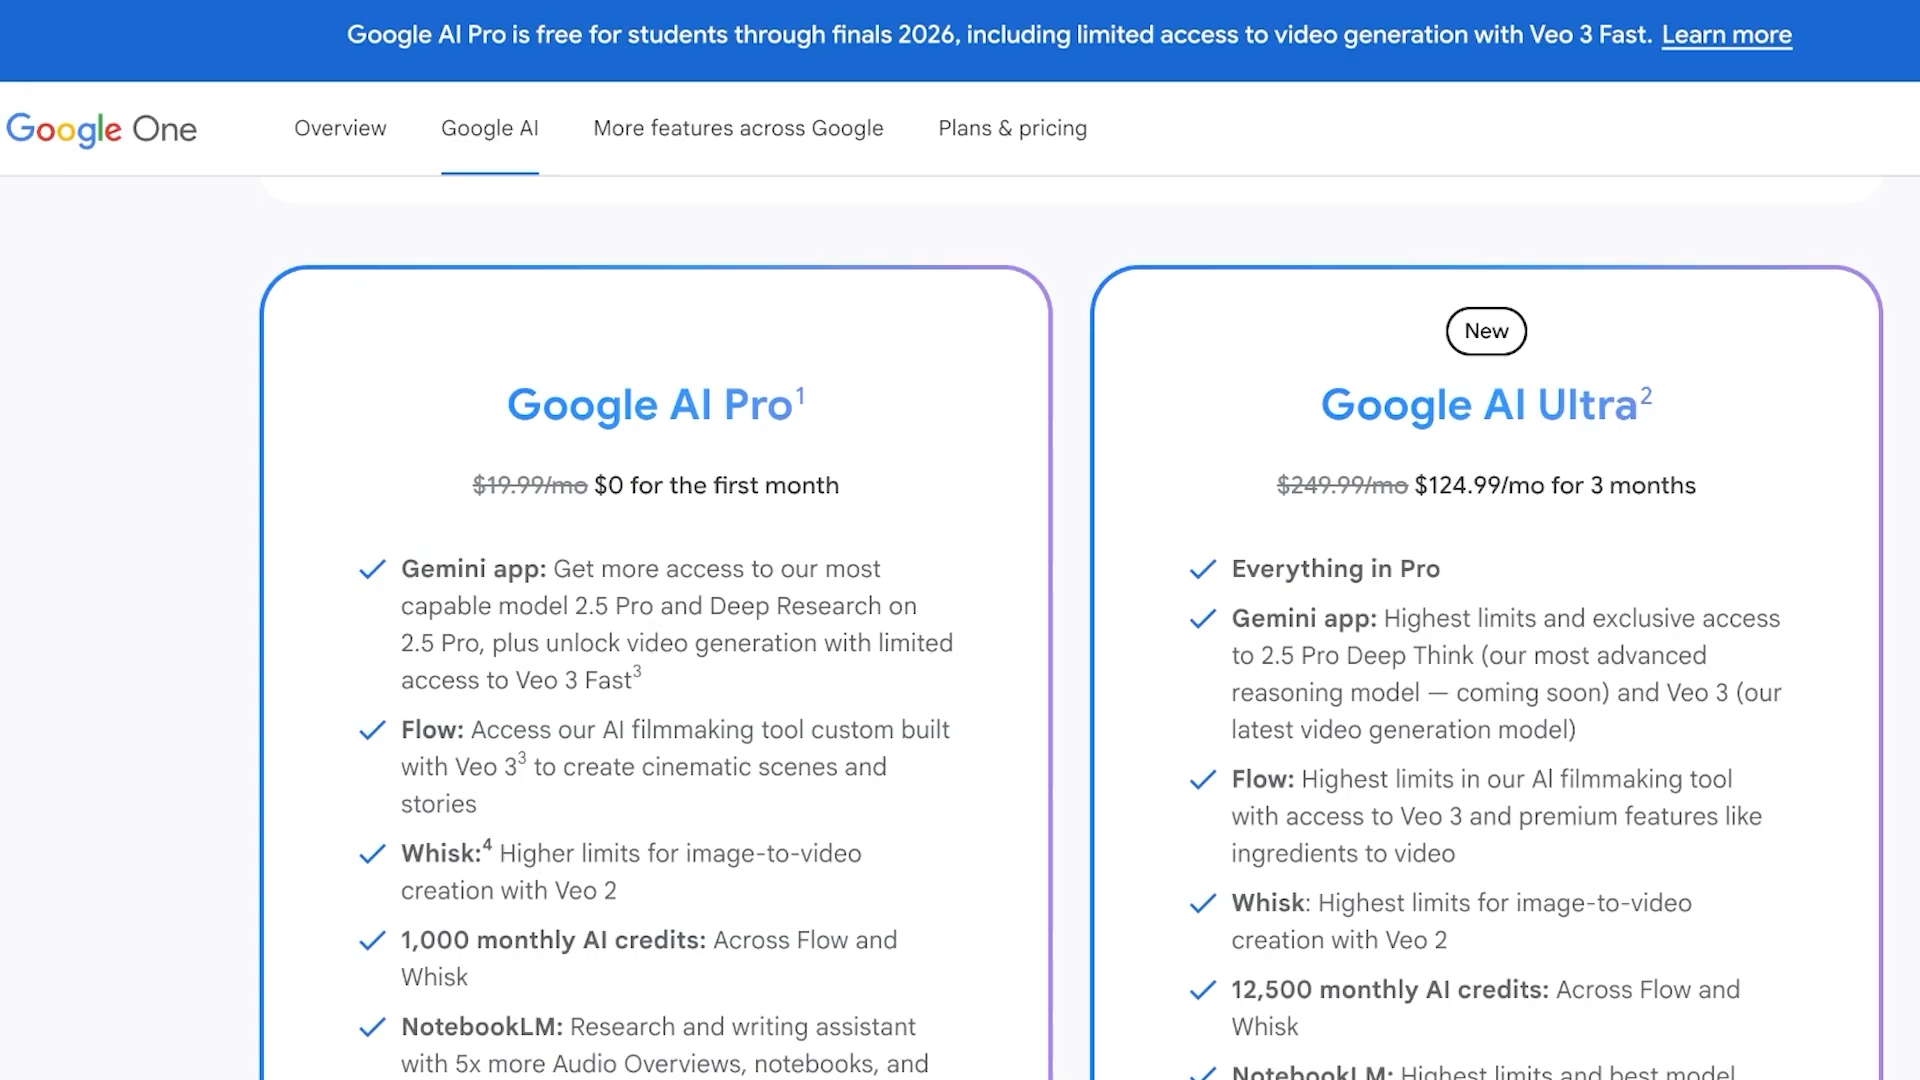 Google AI Pro is free for students through finals 2026, including limited access to video generation with Veo 3 Fast. Learn more
Google One
Overview
Google AI
More features across Google
Plans & pricing
Google AI Pro¹
$19.99/mo $0 for the first month
Gemini app: Get more access to our most
capable model 2.5 Pro and Deep Research on
2.5 Pro, plus unlock video generation with limited
access to Veo 3 Fast³
Flow: Access our AI filmmaking tool custom built
with Veo 3³ to create cinematic scenes and
stories
Whisk:⁴ Higher limits for image-to-video
creation with Veo 2
1,000 monthly AI credits: Across Flow and
Whisk
NotebookLM: Research and writing assistant
with 5x more Audio Overviews, notebooks, and
New
Google AI Ultra²
$249.99/mo $124.99/mo for 3 months
Everything in Pro
Gemini app: Highest limits and exclusive access
to 2.5 Pro Deep Think (our most advanced
reasoning model — coming soon) and Veo 3 (our
latest video generation model)
Flow: Highest limits in our AI filmmaking tool
with access to Veo 3 and premium features like
ingredients to video
Whisk: Highest limits for image-to-video
creation with Veo 2
12,500 monthly AI credits: Across Flow and
Whisk
NotebookLM: Highest limits and best model